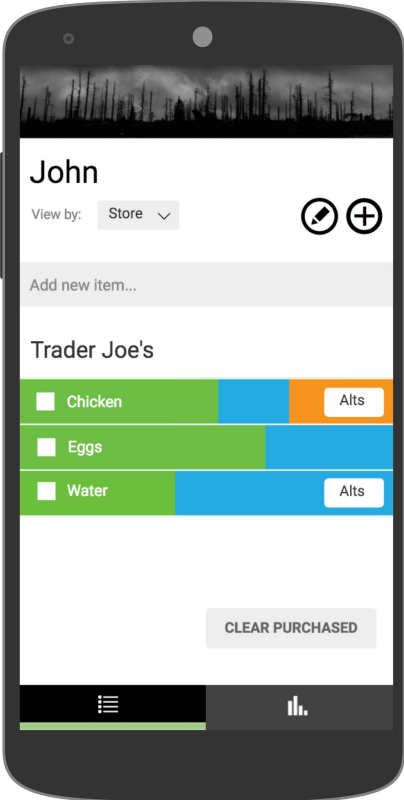 John
View by: Store
Add new item...
Trader Joe's
Chicken Alts
Eggs
Water Alts
CLEAR PURCHASED